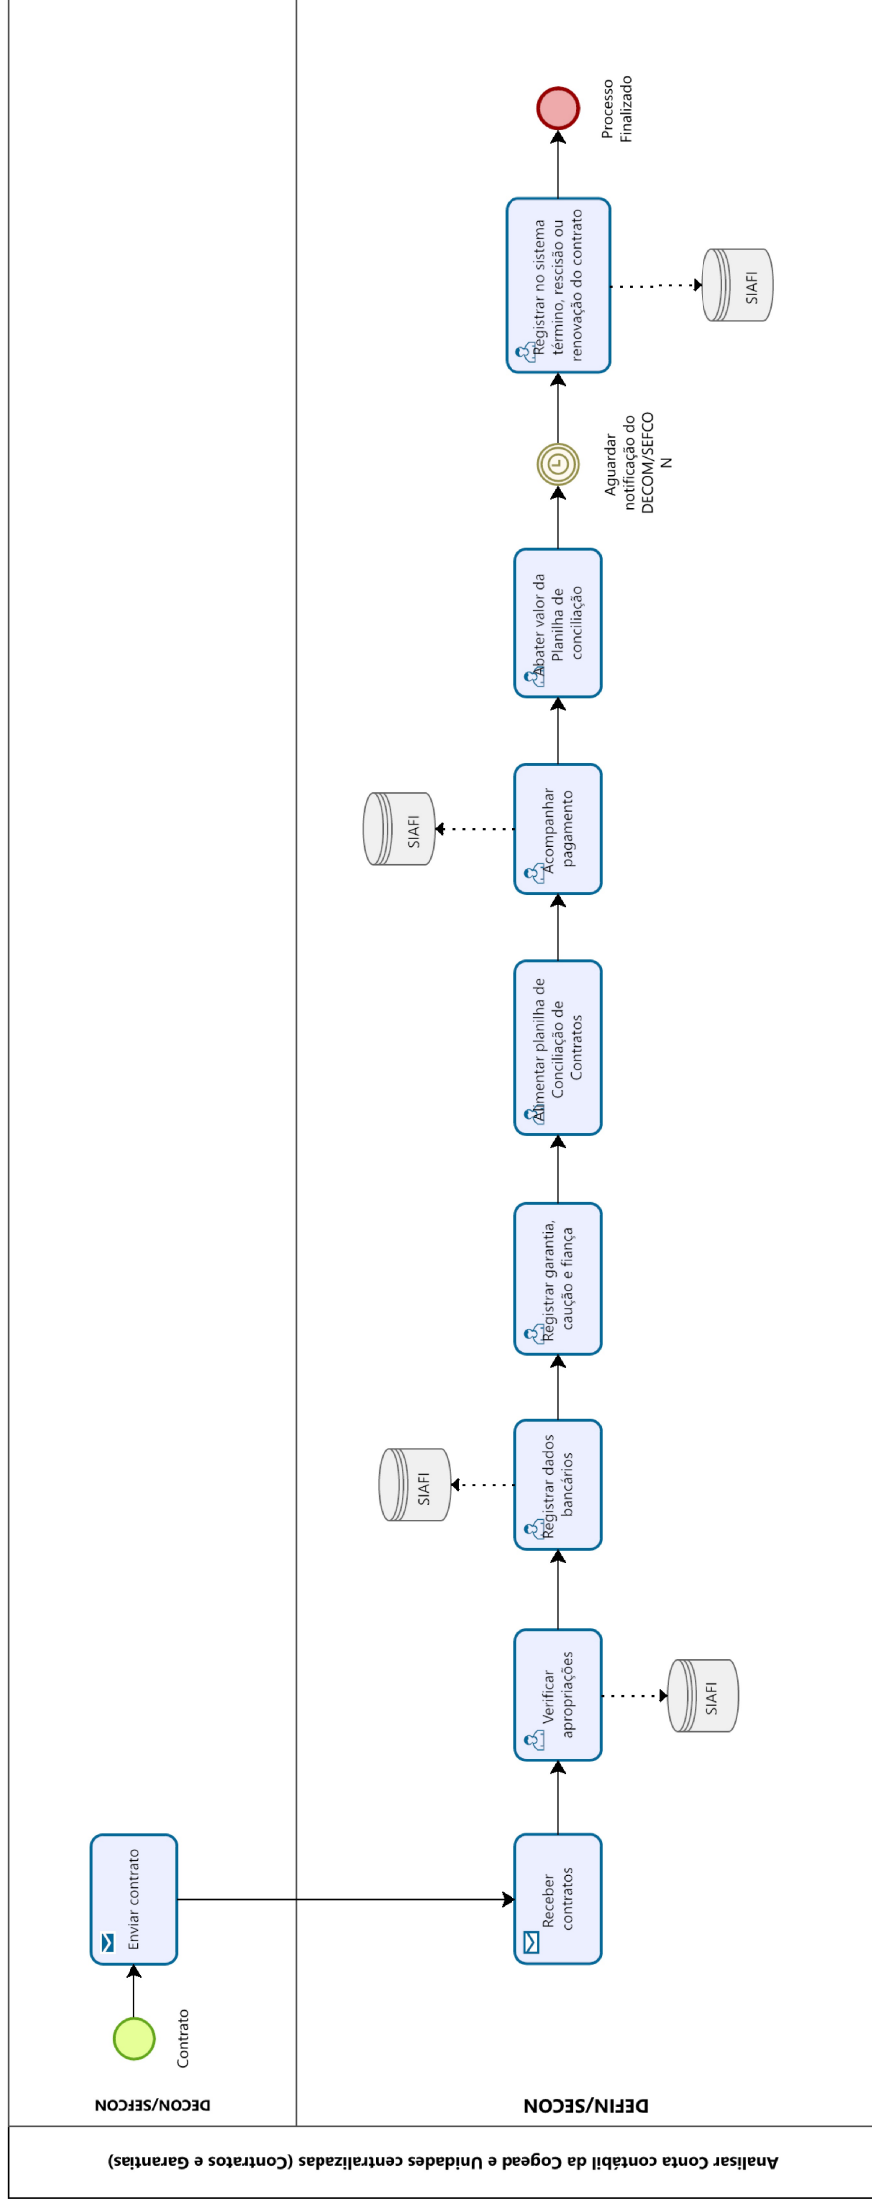 Analisar Conta contábil da Cogead e Unidades centralizadas (Contratos e Garantias)
DECON/SEFCON
Contrato
Enviar contrato
DEFIN/SECON
Receber
contratos
Verificar
apropriações
SIAFI
Registrar dados
bancários
SIAFI
Registrar garantia,
caução e fiança
Alimentar planilha de
Conciliação de
Contratos
Acompanhar
pagamento
SIAFI
Abater valor da
Planilha de
conciliação
Aguardar
notificação do
DECOM/SEFCO
N
Registrar no sistema
término, rescisão ou
renovação do contrato
SIAFI
Processo
Finalizado